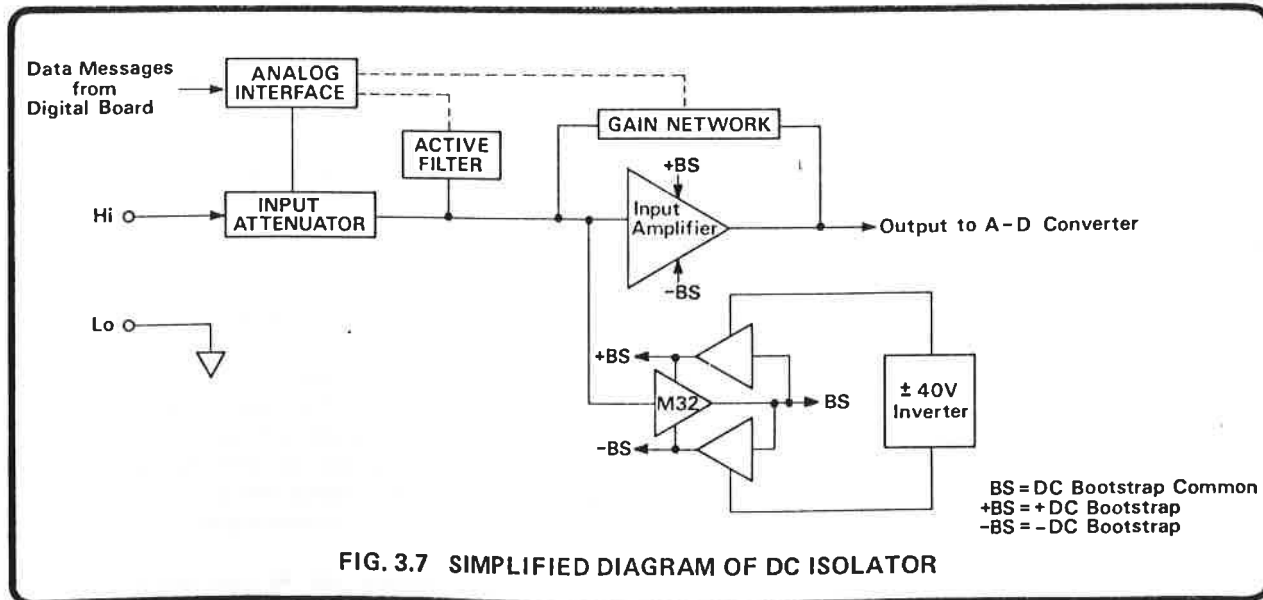 Data Messages
from
Digital Board
ANALOG
INTERFACE
GAIN NETWORK
ACTIVE
FILTER
+BS
Hi
INPUT
ATTENUATOR
Input
Amplifier
Output to A-D Converter
-BS
Lo
+BS
M32
BS
± 40V
Inverter
-BS
BS = DC Bootstrap Common
+BS = + DC Bootstrap
-BS = - DC Bootstrap
FIG. 3.7 SIMPLIFIED DIAGRAM OF DC ISOLATOR